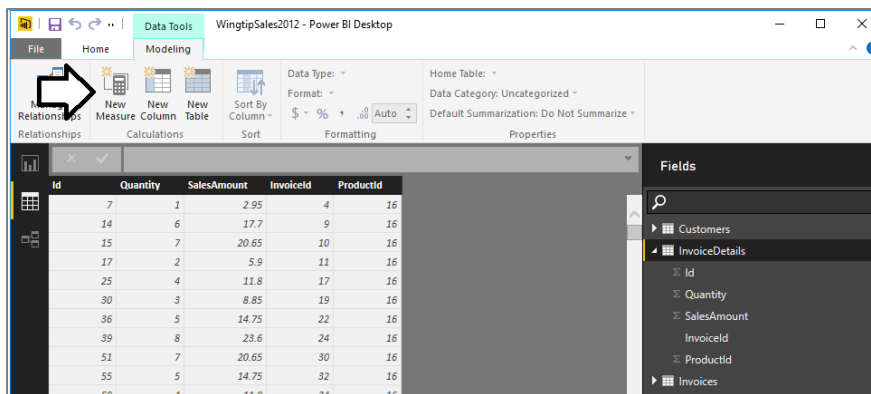 Data Tools WingtipSales2012 - Power BI Desktop
File Home Modeling
Data Type: Home Table:
New New New Sort By Format: Data Category: Uncategorized
Relationships Measure Column Table Column $ % , .00 Auto Default Summarization: Do Not Summarize
Relationships Calculations Sort Formatting Properties
Fields
Id Quantity SalesAmount InvoiceId ProductId
7 1 2.95 4 16
14 6 17.7 9 16
Customers
15 7 20.65 10 16
InvoiceDetails
17 2 5.9 11 16
Id
25 4 11.8 17 16
Quantity
30 3 8.85 19 16
SalesAmount
36 5 14.75 22 16
InvoiceId
39 8 23.6 24 16
ProductId
51 7 20.65 30 16
55 5 14.75 32 16
Invoices